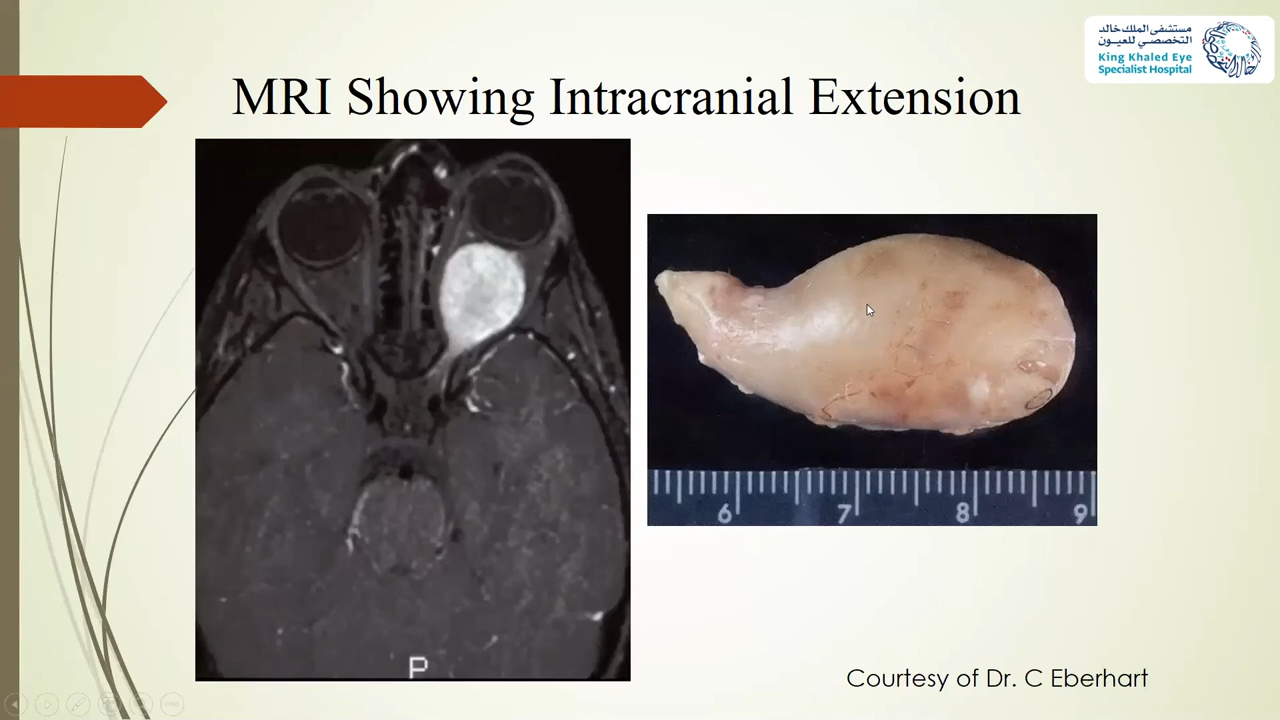 مستشفى الملك خالد
التخصصي للعيون
King Khaled Eye
Specialist Hospital
MRI Showing Intracranial Extension
P
6 7 8 9
Courtesy of Dr. C Eberhart